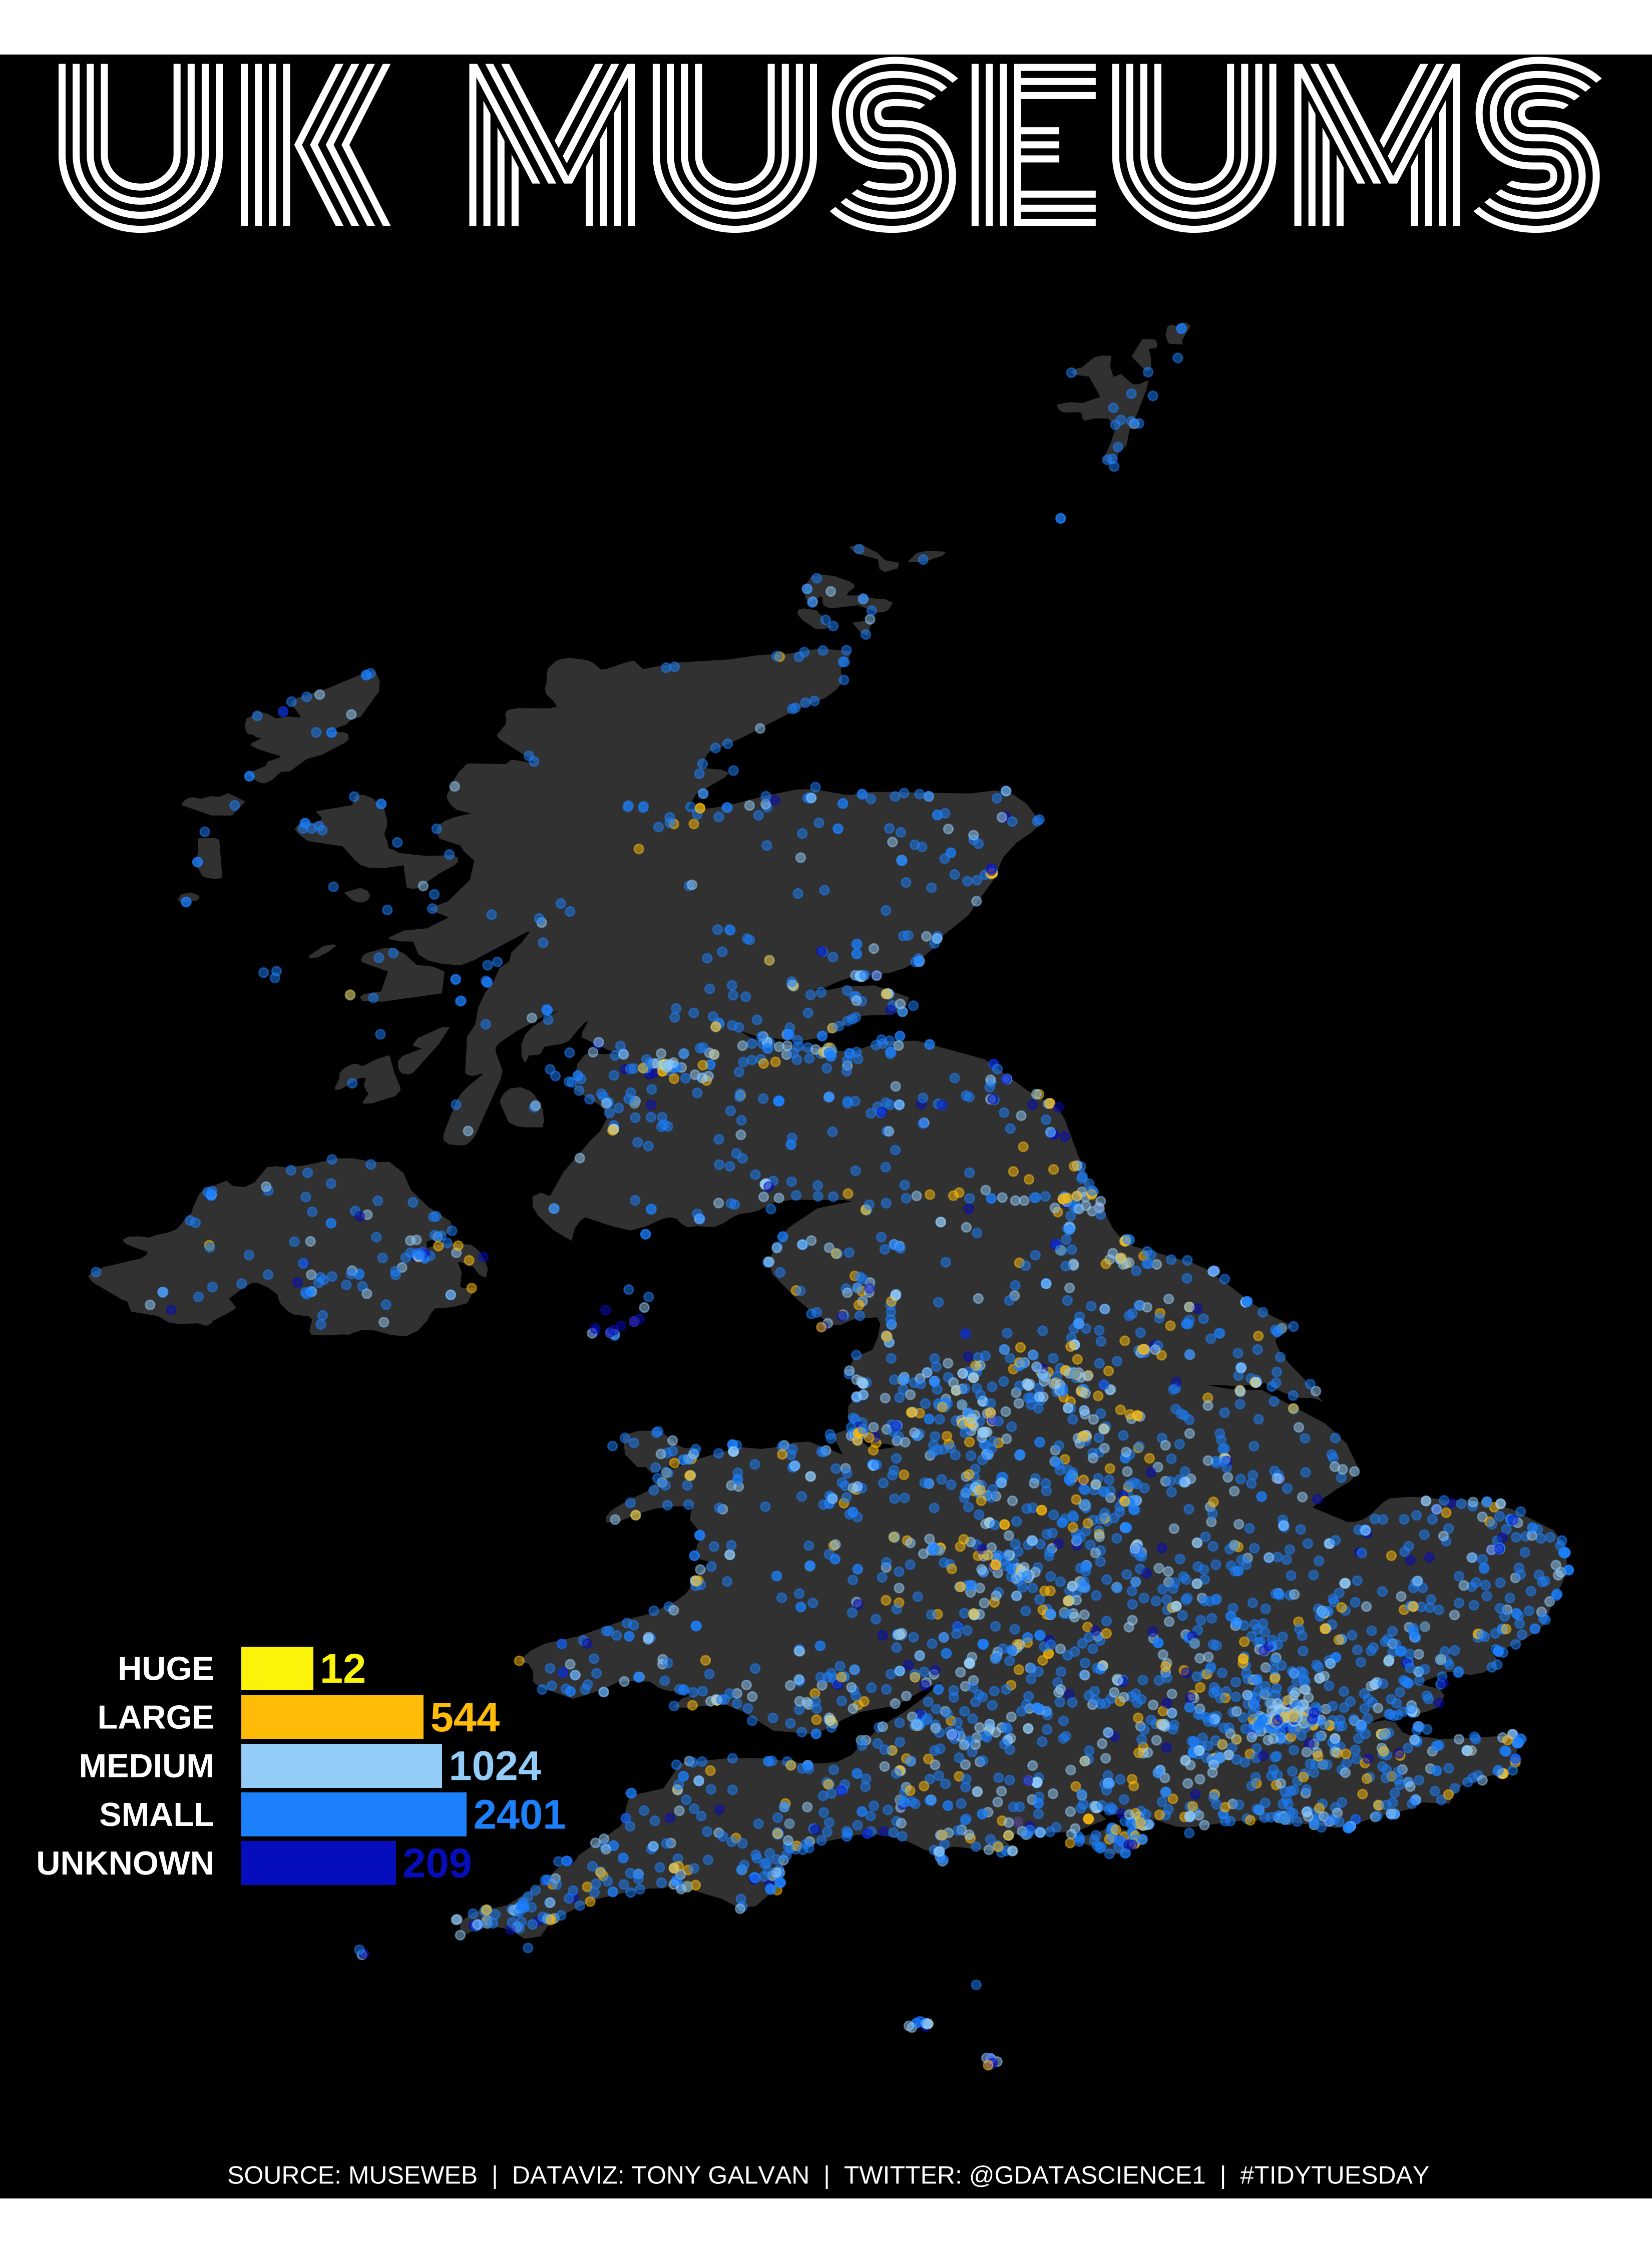 UK MUSEUMS
HUGE 12
LARGE 544
MEDIUM 1024
SMALL 2401
UNKNOWN 209
SOURCE: MUSEWEB | DATAVIZ: TONY GALVAN | TWITTER: @GDATASCIENCE1 | #TIDYTUESDAY